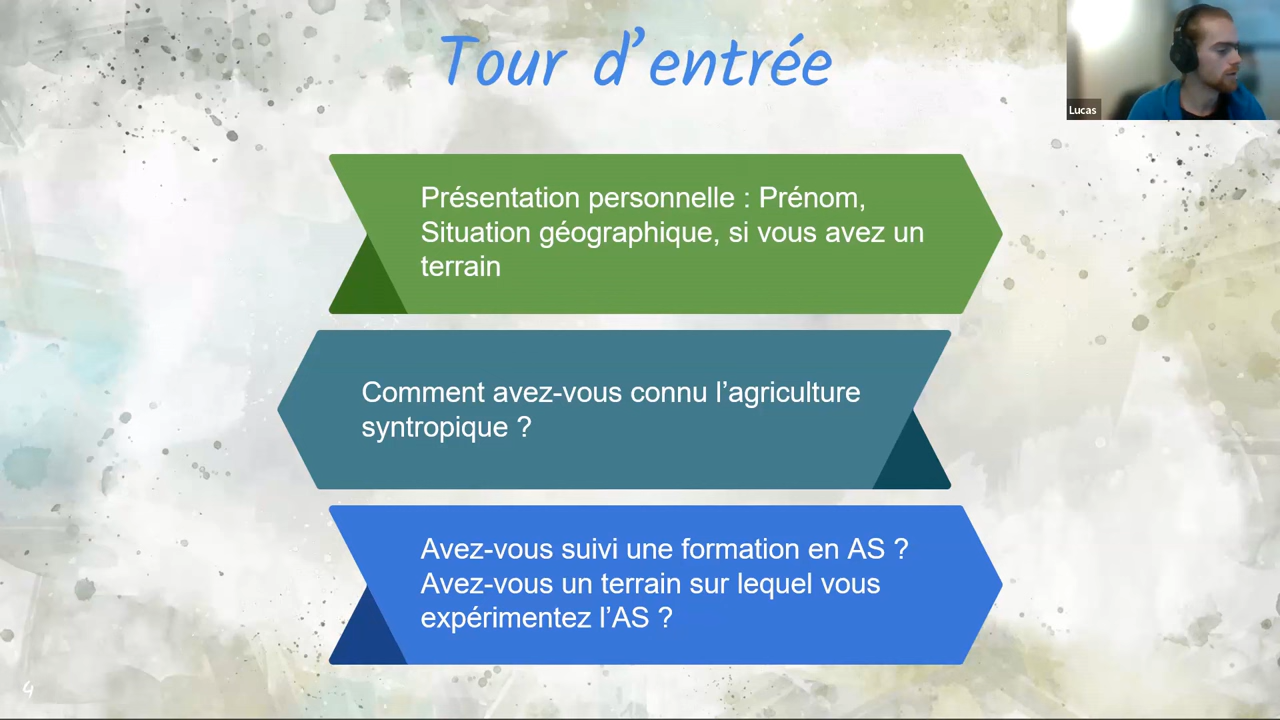 Tour d’entrée
Lucas
Présentation personnelle : Prénom,
Situation géographique, si vous avez un
terrain
Comment avez-vous connu l’agriculture
syntropique ?
Avez-vous suivi une formation en AS ?
Avez-vous un terrain sur lequel vous
expérimentez l’AS ?
4